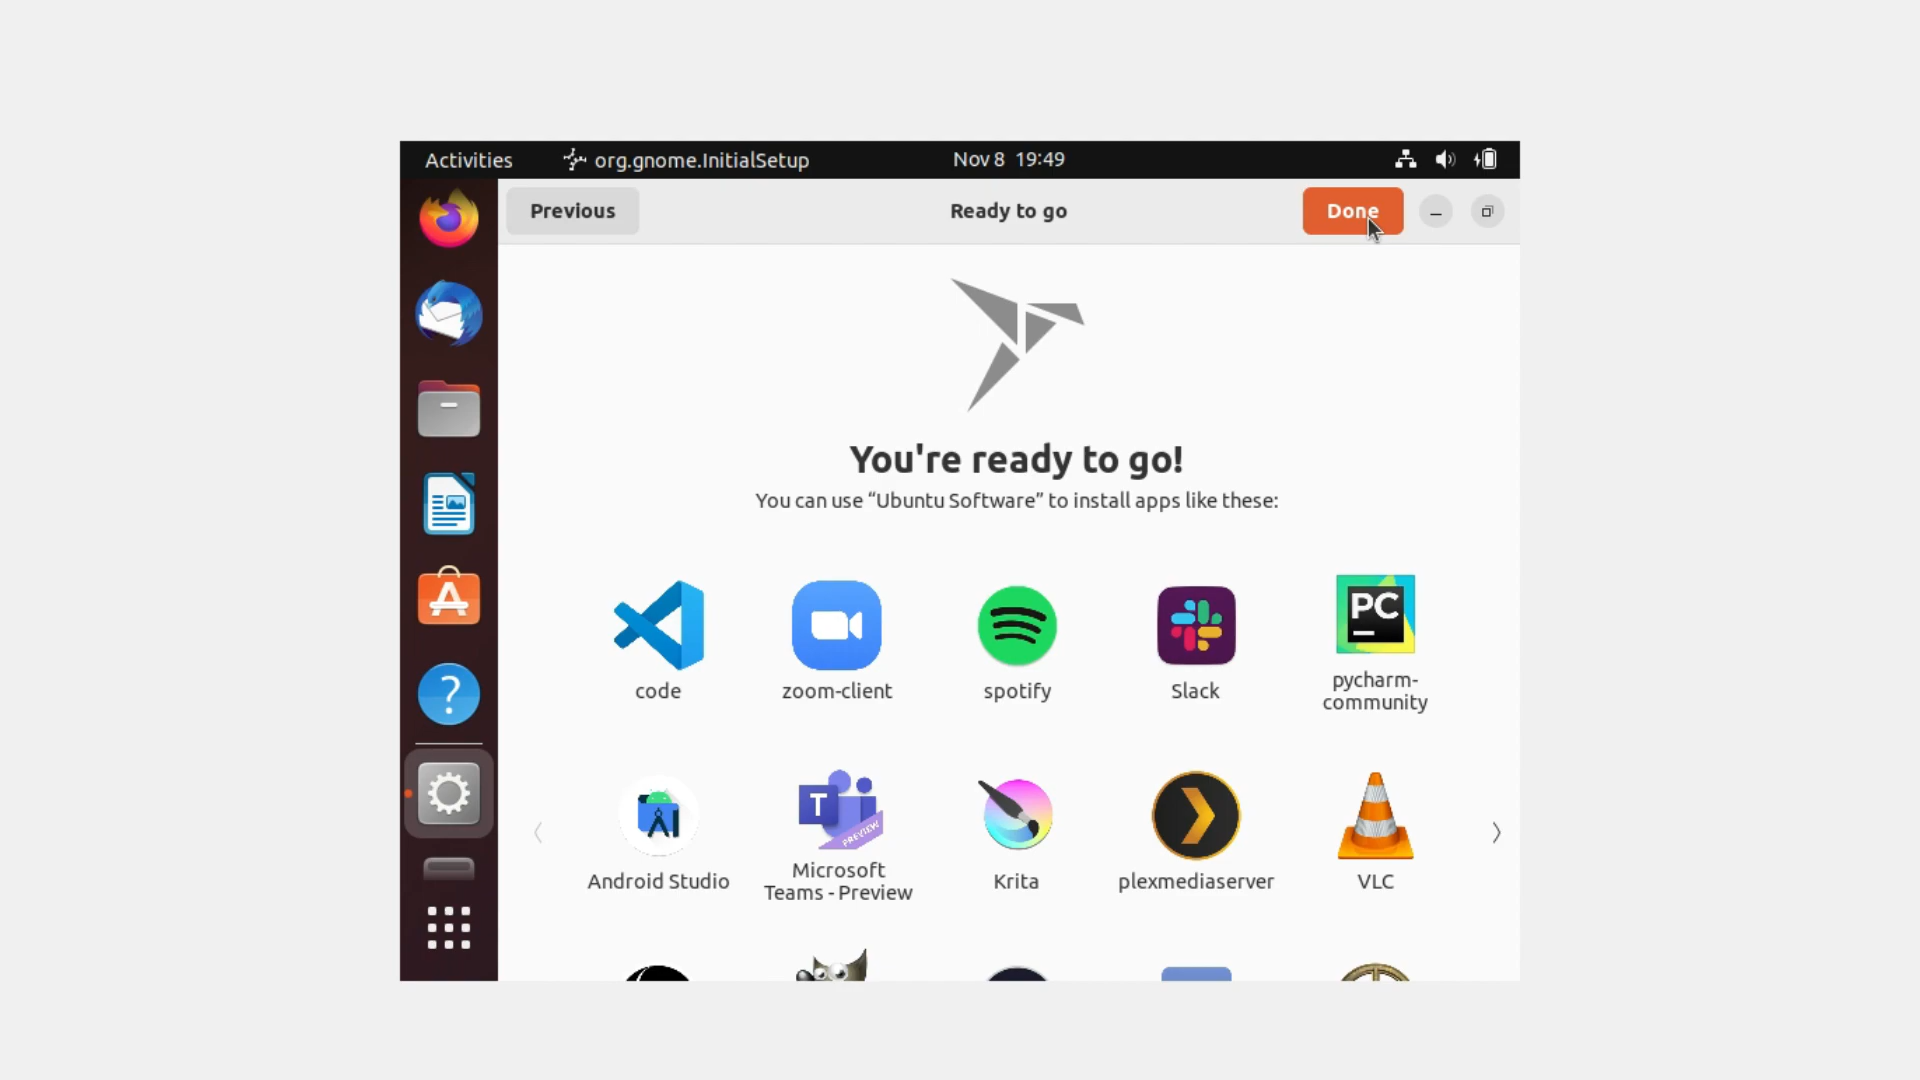 Activities org.gnome.InitialSetup Nov 8 19:49
Previous Ready to go Done
You're ready to go!
You can use “Ubuntu Software” to install apps like these:
PC
code zoom-client spotify Slack pycharm-
community
T
PREVIEW
Android Studio Microsoft
Teams - Preview Krita plexmediaserver VLC